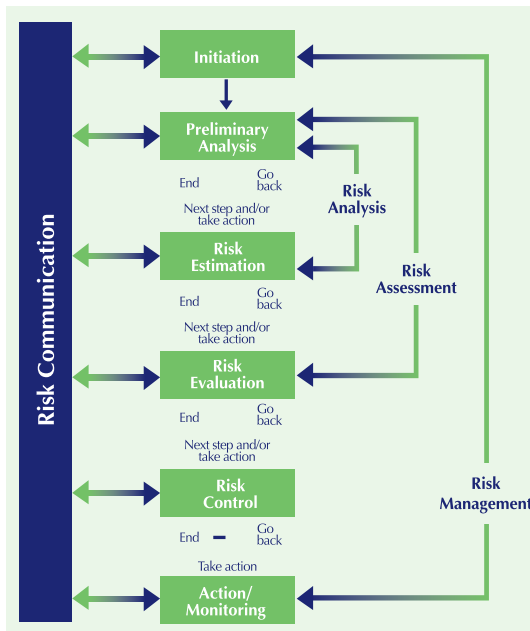 Risk Communication
Initiation
Preliminary
Analysis
End
Go
back
Next step and/or
take action
Risk
Analysis
Risk
Estimation
Risk
Assessment
End
Go
back
Next step and/or
take action
Risk
Evaluation
End
Go
back
Next step and/or
take action
Risk
Control
Risk
Management
End
Go
back
Take action
Action/
Monitoring